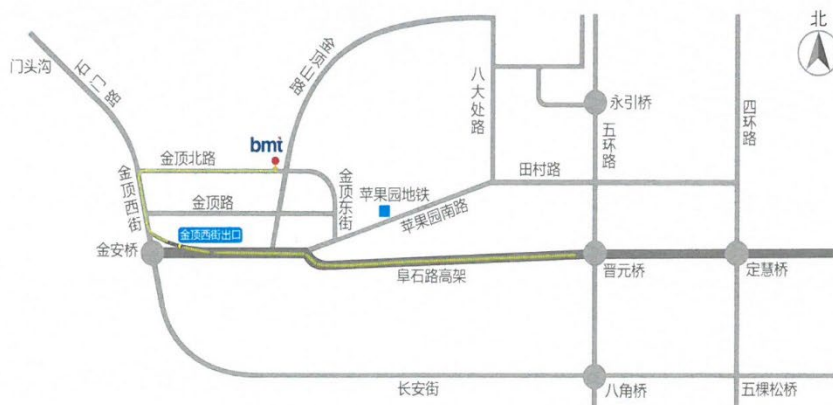 北
门头沟
石门路
金顶山路
八大处路
永引桥
五环路
四环路
bmt
金顶北路
金顶西街
金顶路
金顶东街
苹果园地铁
苹果园南路
田村路
金顶西街出口
金安桥
阜石路高架
晋元桥
定慧桥
长安街
八角桥
五棵松桥